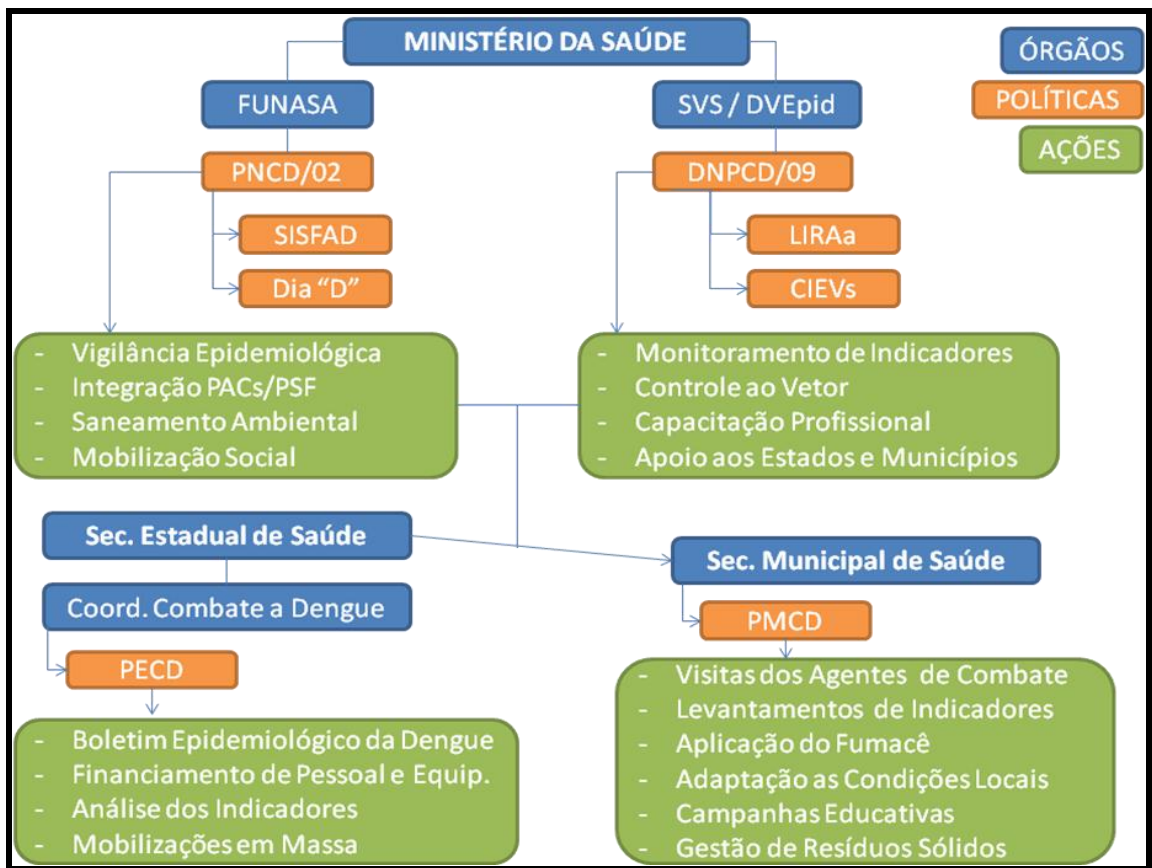 MINISTÉRIO DA SAÚDE
ÓRGÃOS
POLÍTICAS
AÇÕES
FUNASA
SVS / DVEpid
PNCD/02
DNPCD/09
SISFAD
LIRAa
Dia “D”
CIEVs
- Vigilância Epidemiológica
- Integração PACs/PSF
- Saneamento Ambiental
- Mobilização Social
- Monitoramento de Indicadores
- Controle ao Vetor
- Capacitação Profissional
- Apoio aos Estados e Municípios
Sec. Estadual de Saúde
Coord. Combate a Dengue
PECD
- Boletim Epidemiológico da Dengue
- Financiamento de Pessoal e Equip.
- Análise dos Indicadores
- Mobilizações em Massa
Sec. Municipal de Saúde
PMCD
- Visitas dos Agentes de Combate
- Levantamentos de Indicadores
- Aplicação do Fumacê
- Adaptação as Condições Locais
- Campanhas Educativas
- Gestão de Resíduos Sólidos